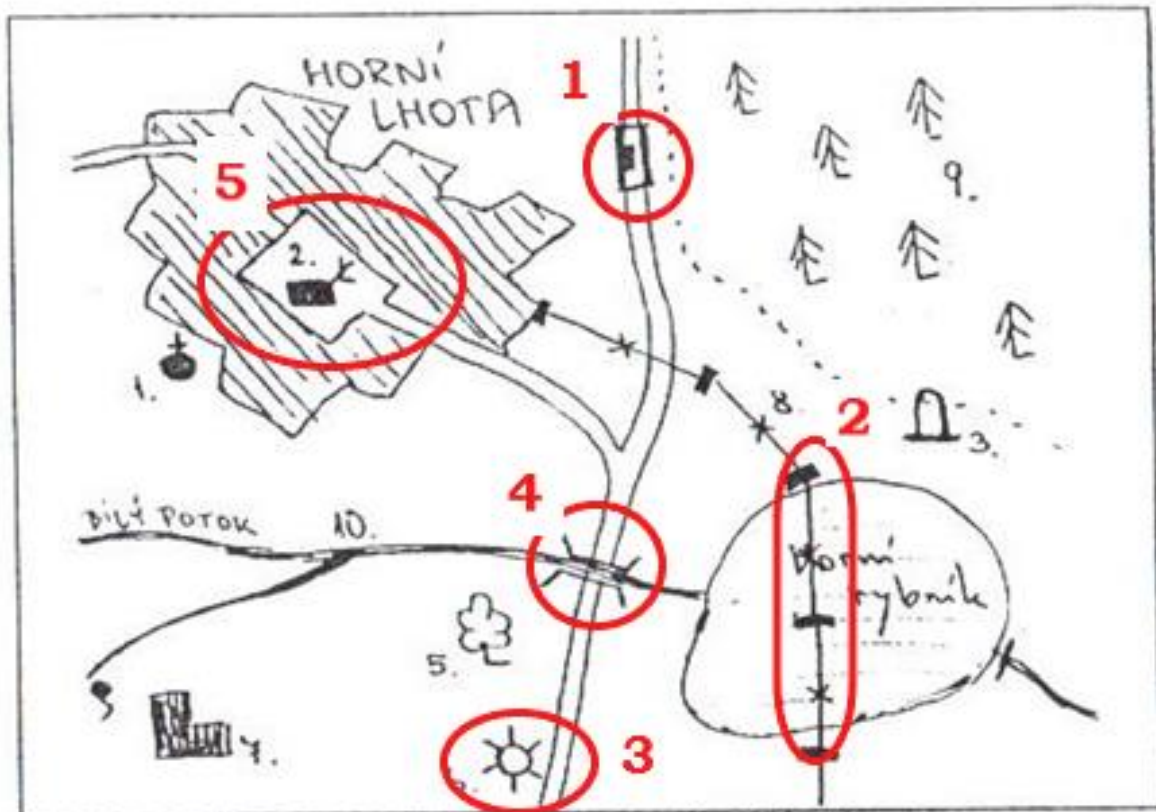 HORNÍ
LHOTA
1
5
2.
9.
1.
8.
2
3.
4
BÍLÝ POTOK
10.
Horní
rybník
5.
7.
3